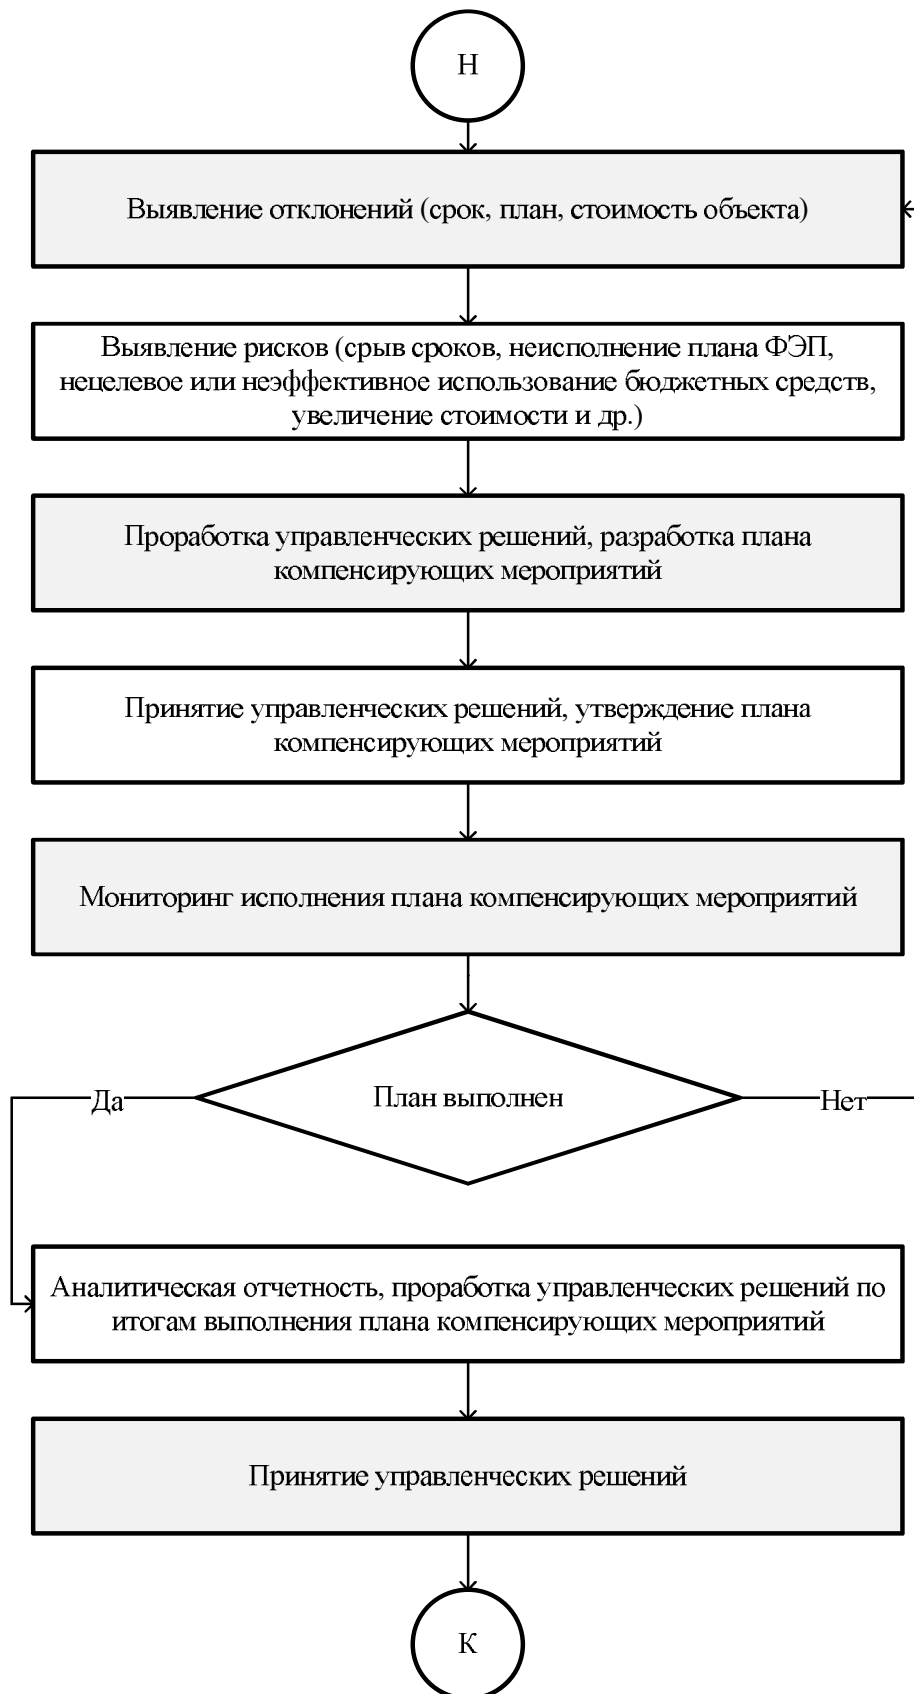 Н
Выявление отклонений (срок, план, стоимость объекта)
Выявление рисков (срыв сроков, неисполнение плана ФЭП,
нецелевое или неэффективное использование бюджетных средств,
увеличение стоимости и др.)
Проработка управленческих решений, разработка плана
компенсирующих мероприятий
Принятие управленческих решений, утверждение плана
компенсирующих мероприятий
Мониторинг исполнения плана компенсирующих мероприятий
План выполнен
Да
Нет
Аналитическая отчетность, проработка управленческих решений по
итогам выполнения плана компенсирующих мероприятий
Принятие управленческих решений
К